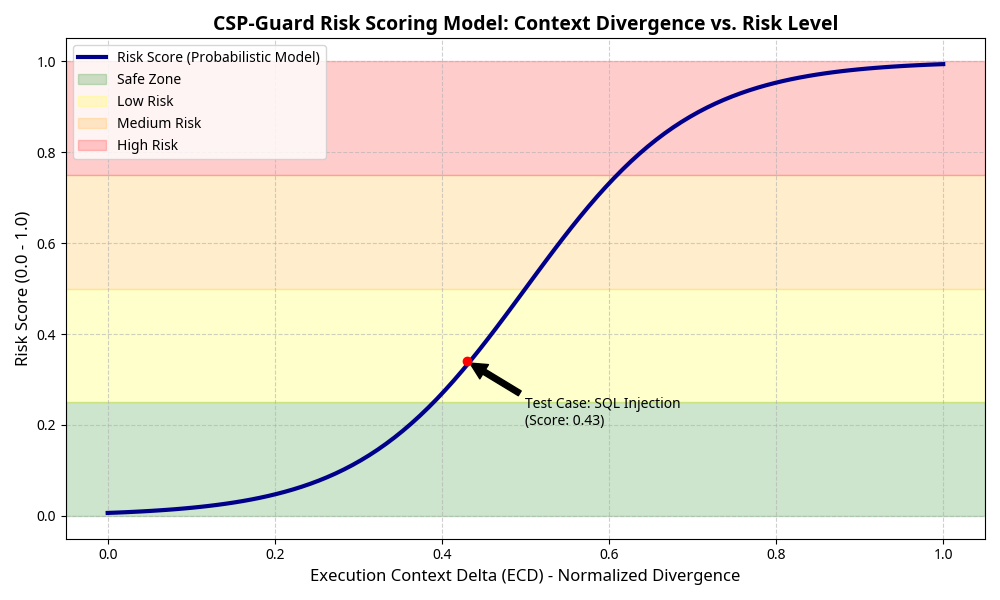 CSP-Guard Risk Scoring Model: Context Divergence vs. Risk Level
Risk Score (Probabilistic Model)
Safe Zone
Low Risk
Medium Risk
High Risk
Risk Score (0.0 - 1.0)
1.0
0.8
0.6
0.4
0.2
0.0
Test Case: SQL Injection
(Score: 0.43)
0.0 0.2 0.4 0.6 0.8 1.0
Execution Context Delta (ECD) - Normalized Divergence